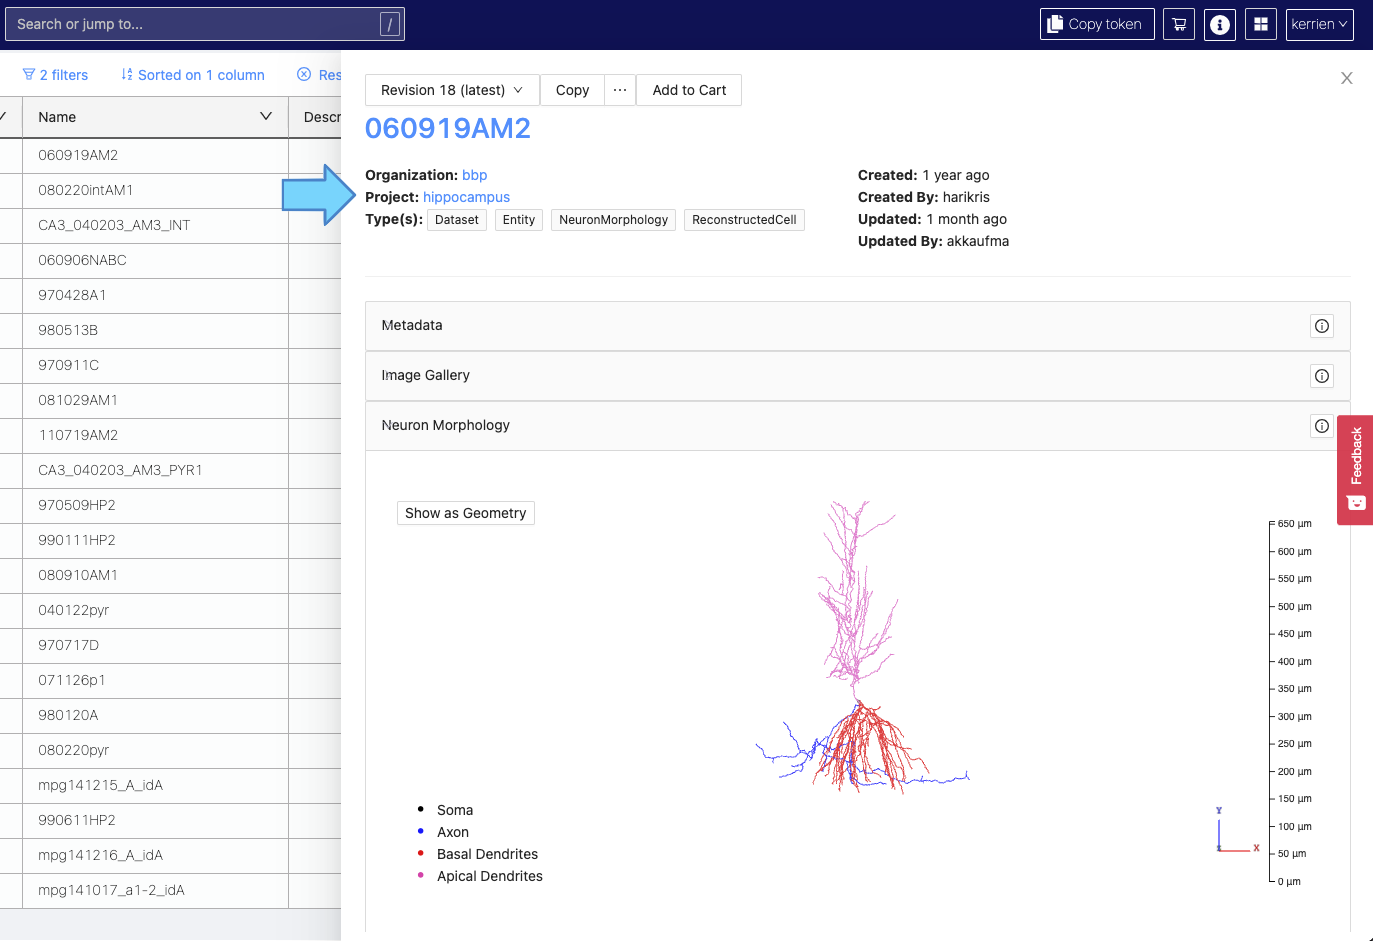 Search or jump to...
/
Copy token
kerrien
2 filters
Sorted on 1 column
Res
Name
Descr
060919AM2
080220intAM1
CA3_040203_AM3_INT
060906NABC
970428A1
980513B
970911C
081029AM1
110719AM2
CA3_040203_AM3_PYR1
970509HP2
990111HP2
080910AM1
040122pyr
970717D
071126p1
980120A
080220pyr
mpg141215_A_idA
990611HP2
mpg141216_A_idA
mpg141017_a1-2_idA
Revision 18 (latest)
Copy
...
Add to Cart
X
060919AM2
Organization: bbp
Project: hippocampus
Type(s): Dataset Entity NeuronMorphology ReconstructedCell
Created: 1 year ago
Created By: harikris
Updated: 1 month ago
Updated By: akkaufma
Metadata
Image Gallery
Neuron Morphology
Feedback
Show as Geometry
650 µm
600 µm
550 µm
500 µm
450 µm
400 µm
350 µm
300 µm
250 µm
200 µm
150 µm
100 µm
50 µm
0 µm
Soma
Axon
Basal Dendrites
Apical Dendrites
Y
X